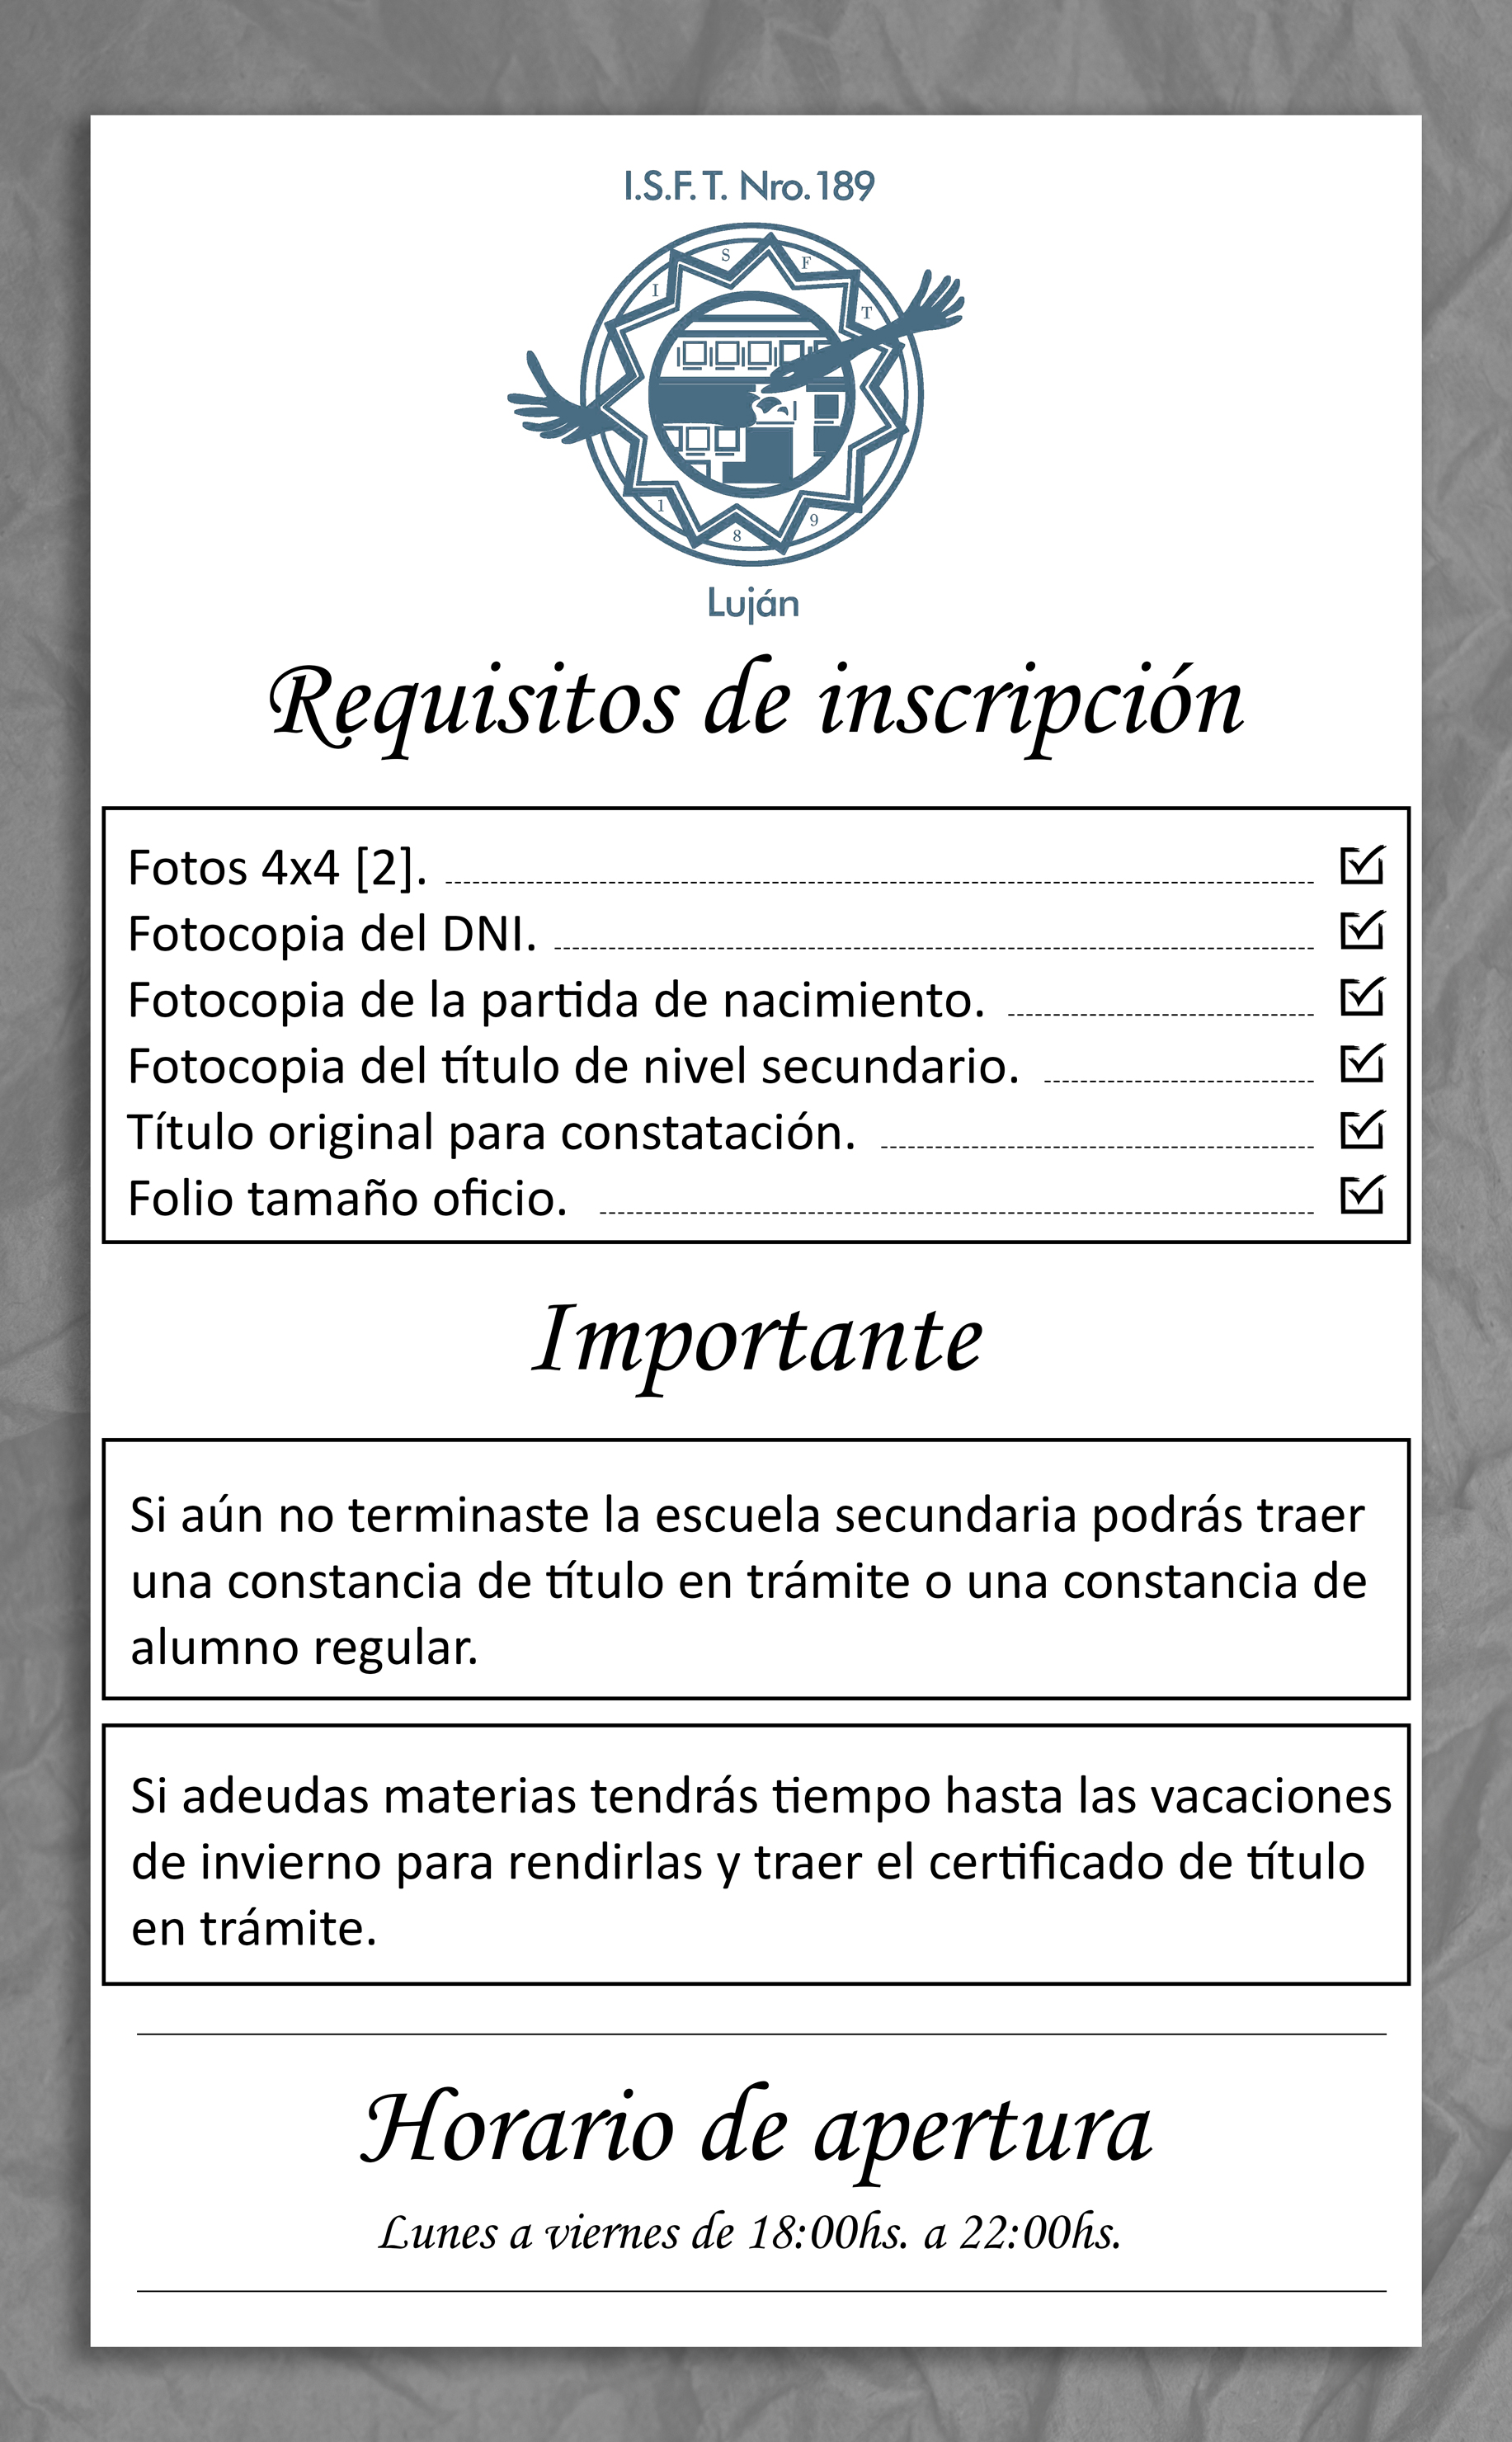 I.S.F.T. Nro.189
I S F T
1 8 9
Luján
Requisitos de inscripción
Fotos 4x4 [2].
Fotocopia del DNI.
Fotocopia de la partida de nacimiento.
Fotocopia del título de nivel secundario.
Título original para constatación.
Folio tamaño oficio.
Importante
Si aún no terminaste la escuela secundaria podrás traer
una constancia de título en trámite o una constancia de
alumno regular.
Si adeudas materias tendrás tiempo hasta las vacaciones
de invierno para rendirlas y traer el certificado de título
en trámite.
Horario de apertura
Lunes a viernes de 18:00hs. a 22:00hs.